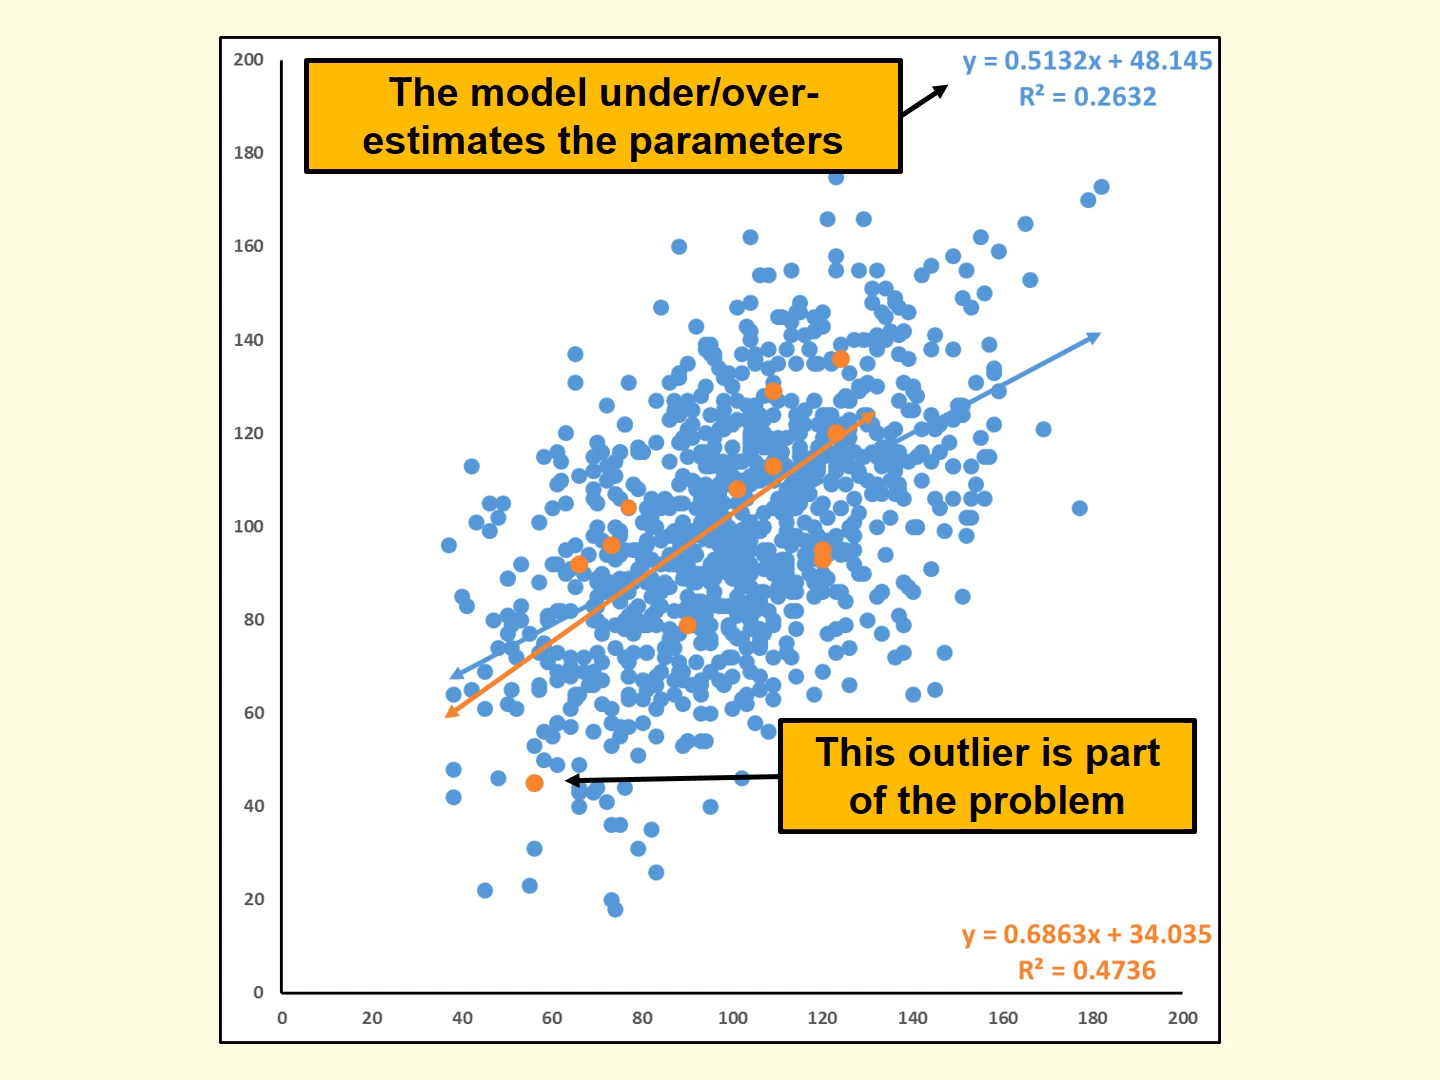 The model under/over-
estimates the parameters
y = 0.5132x + 48.145
R² = 0.2632
200
180
160
140
120
100
80
60
40
20
0
This outlier is part
of the problem
y = 0.6863x + 34.035
R² = 0.4736
0 20 40 60 80 100 120 140 160 180 200